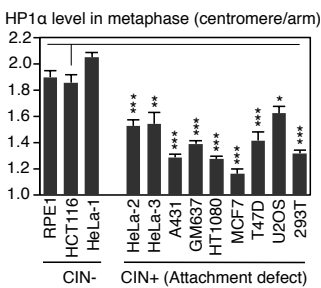 HP1α level in metaphase (centromere/arm)
2.2
2.0
1.8
1.6
1.4
1.2
1.0
*** ** *** *** *** *** *** * ***
RPE1 HCT116 HeLa-1 HeLa-2 HeLa-3 A431 GM637 HT1080 MCF7 T47D U2OS 293T
CIN- CIN+ (Attachment defect)